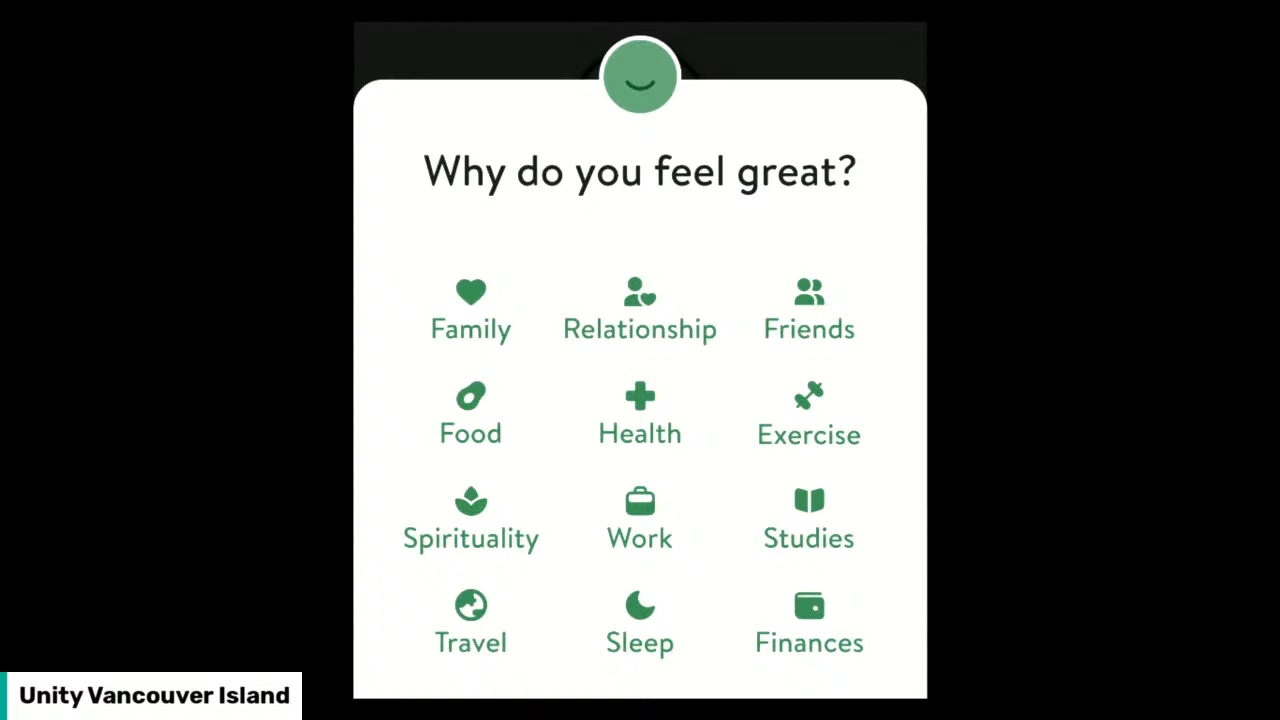 Why do you feel great?
Family Relationship Friends
Food Health Exercise
Spirituality Work Studies
Travel Sleep Finances
Unity Vancouver Island